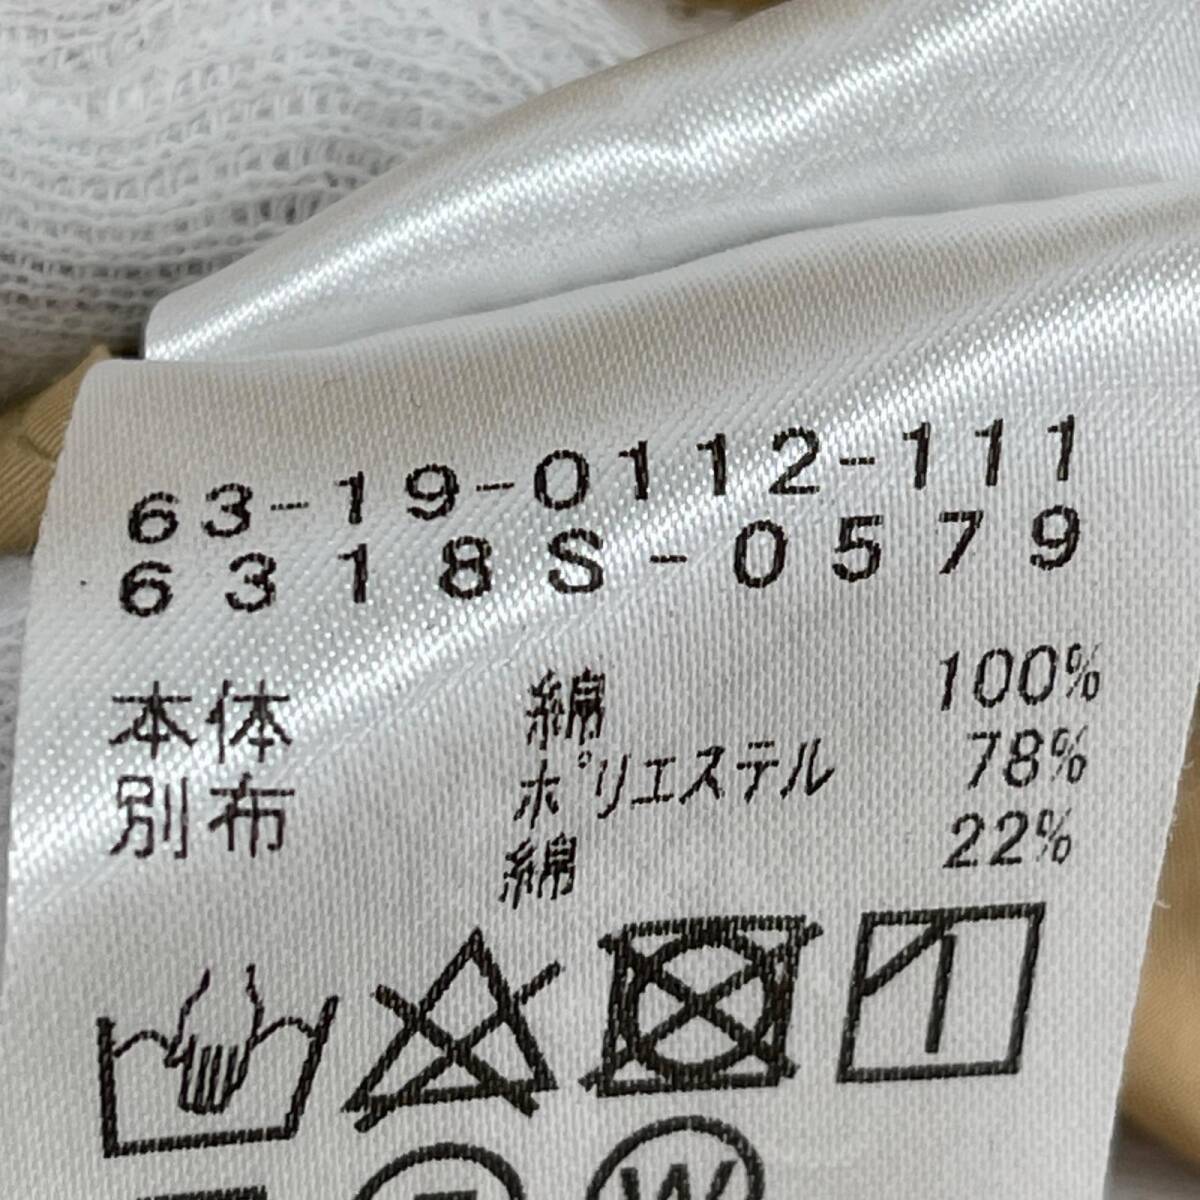 63-19-0112-111
6318S-0579
本体 綿 100%
別布 ポリエステル 78%
綿 22%
W